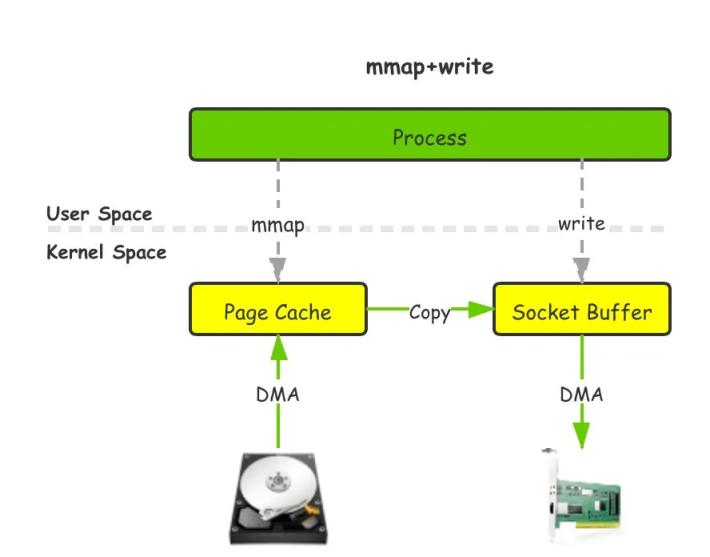 mmap+write
Process
User Space
mmap
write
Kernel Space
Page Cache
Copy
Socket Buffer
DMA
DMA